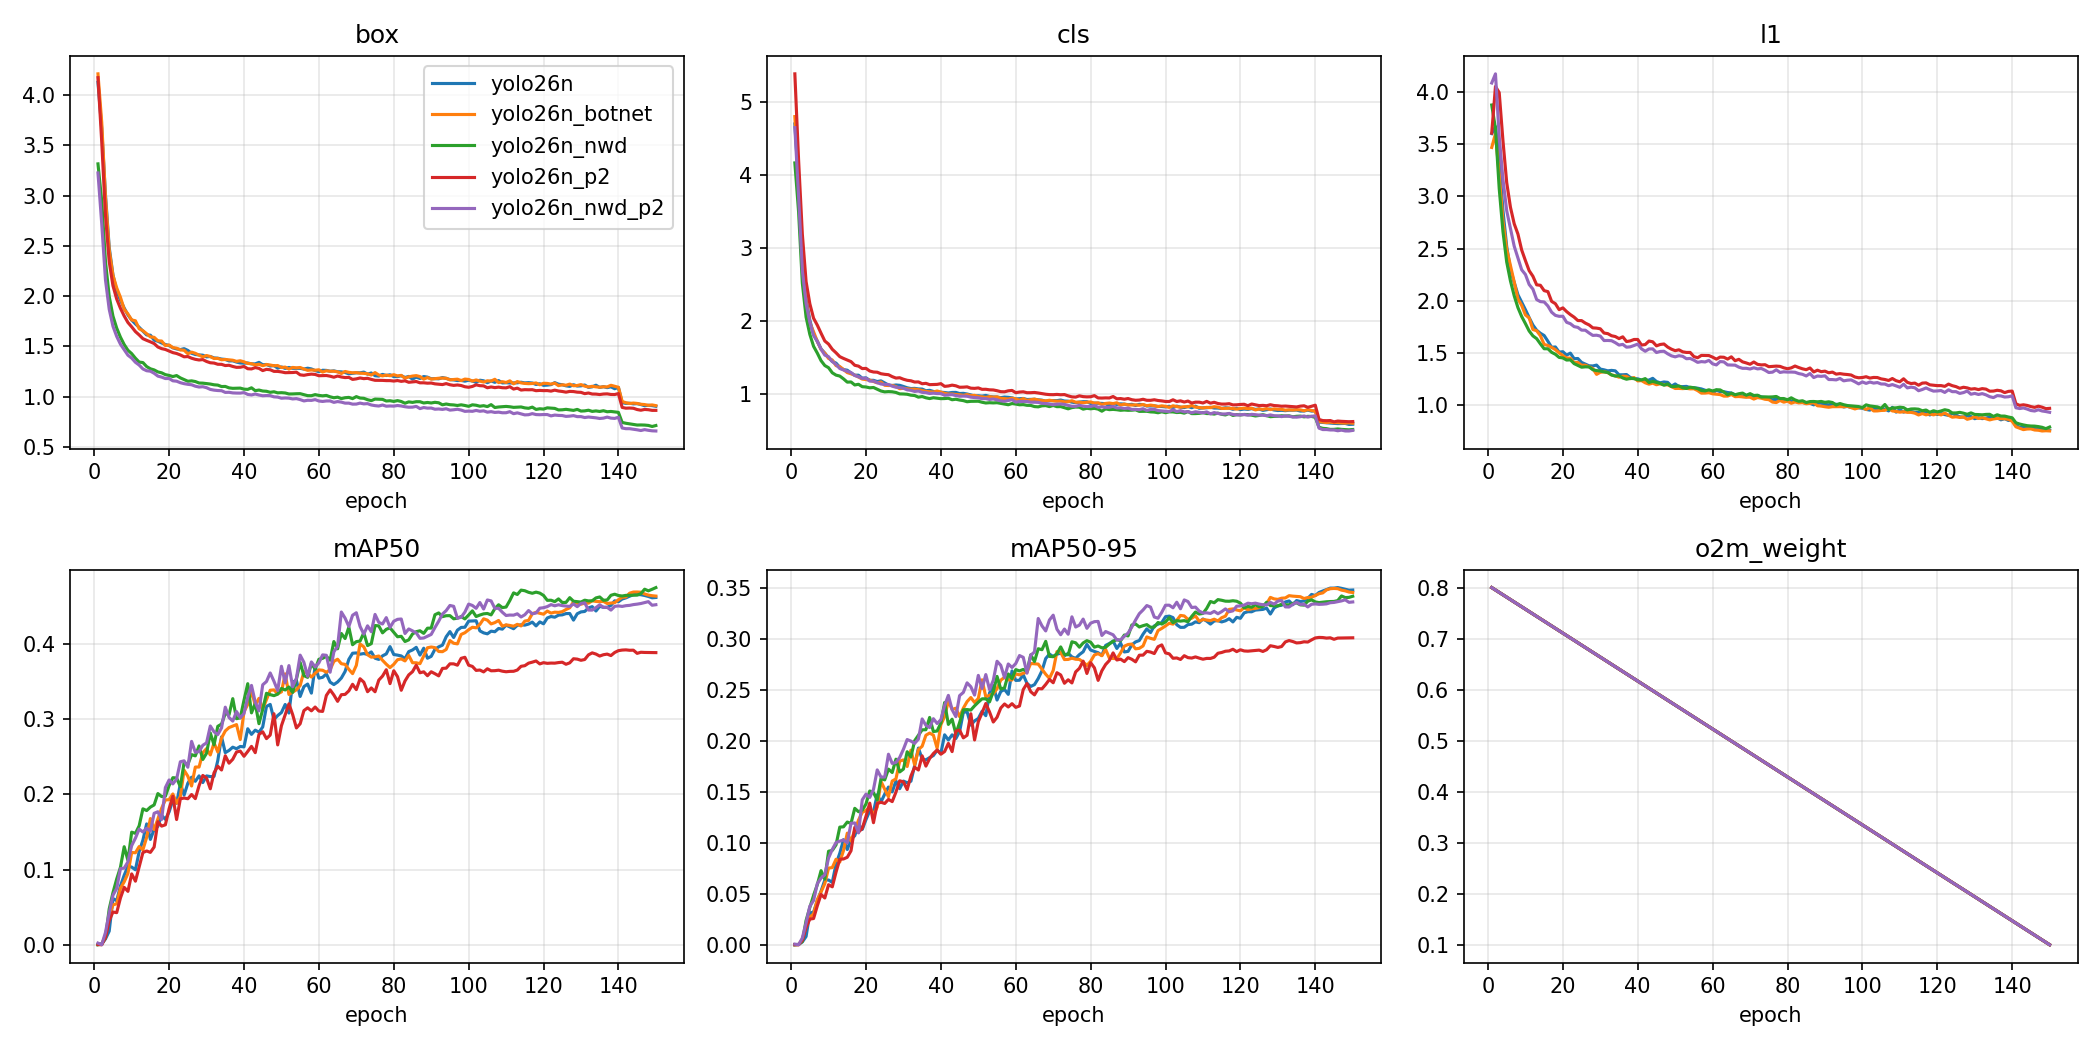 box
4.0
3.5
3.0
2.5
2.0
1.5
1.0
0.5
0 20 40 60 80 100 120 140
epoch
yolo26n
yolo26n_botnet
yolo26n_nwd
yolo26n_p2
yolo26n_nwd_p2
cls
5
4
3
2
1
0 20 40 60 80 100 120 140
epoch
l1
4.0
3.5
3.0
2.5
2.0
1.5
1.0
0 20 40 60 80 100 120 140
epoch
mAP50
0.4
0.3
0.2
0.1
0.0
0 20 40 60 80 100 120 140
epoch
mAP50-95
0.35
0.30
0.25
0.20
0.15
0.10
0.05
0.00
0 20 40 60 80 100 120 140
epoch
o2m_weight
0.8
0.7
0.6
0.5
0.4
0.3
0.2
0.1
0 20 40 60 80 100 120 140
epoch